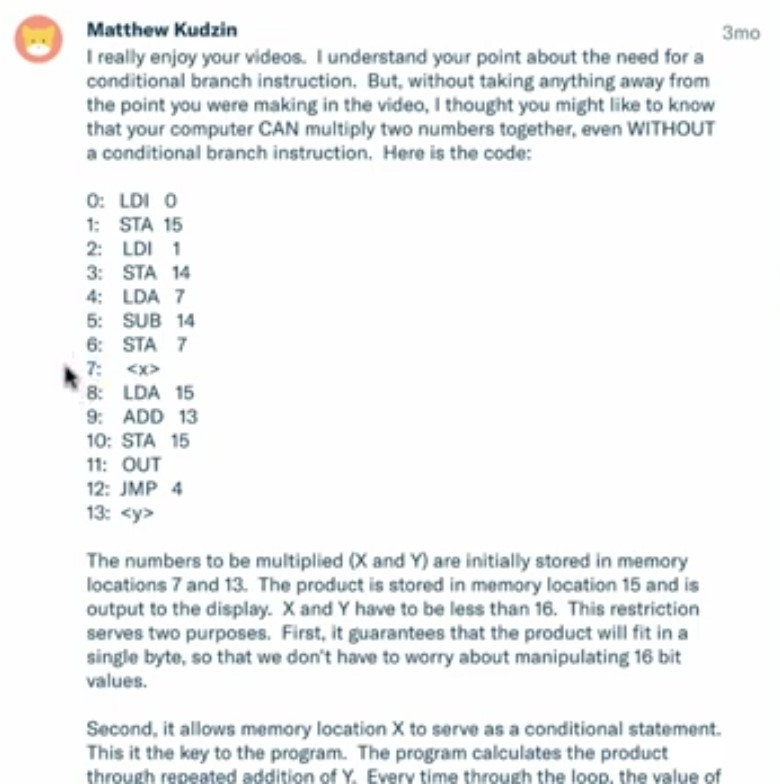 Matthew Kudzin
3mo
I really enjoy your videos. I understand your point about the need for a
conditional branch instruction. But, without taking anything away from
the point you were making in the video, I thought you might like to know
that your computer CAN multiply two numbers together, even WITHOUT
a conditional branch instruction. Here is the code:
0: LDI 0
1: STA 15
2: LDI 1
3: STA 14
4: LDA 7
5: SUB 14
6: STA 7
7: <x>
8: LDA 15
9: ADD 13
10: STA 15
11: OUT
12: JMP 4
13: <y>
The numbers to be multiplied (X and Y) are initially stored in memory
locations 7 and 13. The product is stored in memory location 15 and is
output to the display. X and Y have to be less than 16. This restriction
serves two purposes. First, it guarantees that the product will fit in a
single byte, so that we don't have to worry about manipulating 16 bit
values.
Second, it allows memory location X to serve as a conditional statement.
This it the key to the program. The program calculates the product
through repeated addition of Y. Every time through the loop, the value of